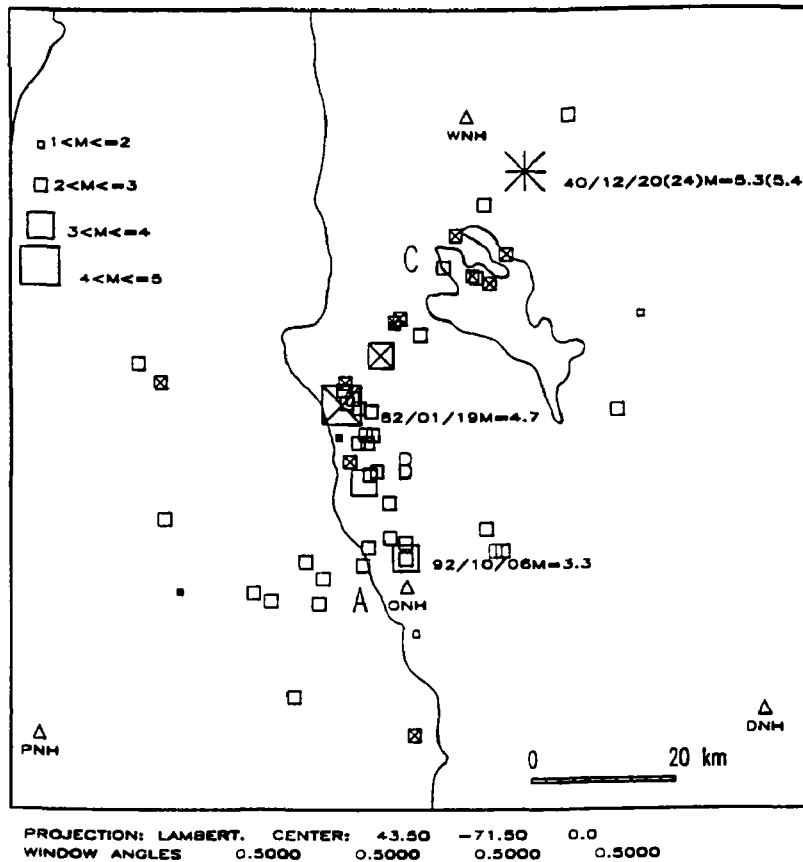 WNH
1<M<=2
2<M<=3
40/12/20(24)M=5.3(5.4
3<M<=4
4<M<=5
C
82/01/19M=4.7
B
92/10/06M=3.3
A
ONH
PNH
DNH
0 20 km
PROJECTION: LAMBERT. CENTER: 43.50 -71.50 0.0
WINDOW ANGLES 0.5000 0.5000 0.5000 0.5000